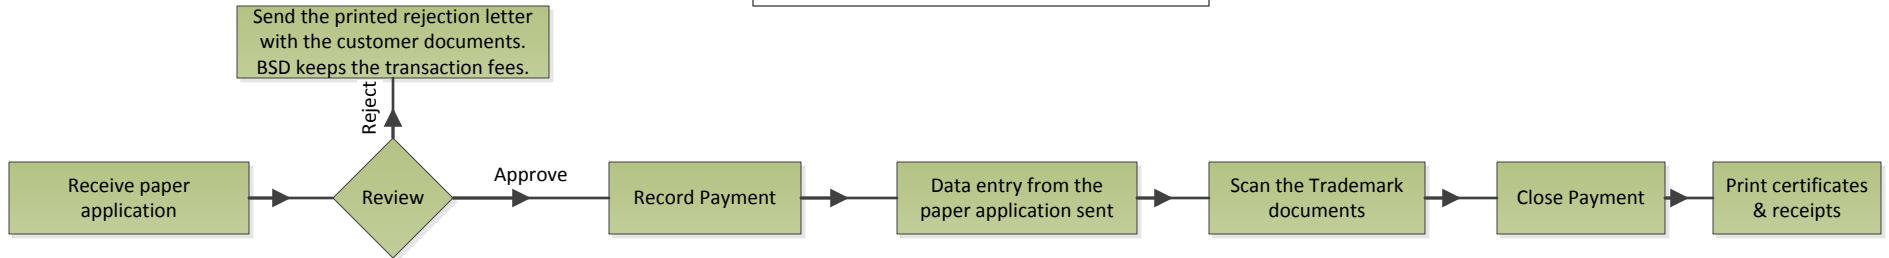 Send the printed rejection letter
with the customer documents.
BSD keeps the transaction fees.
Reject
Approve
Receive paper
application
Review
Record Payment
Data entry from the
paper application sent
Scan the Trademark
documents
Close Payment
Print certificates
& receipts